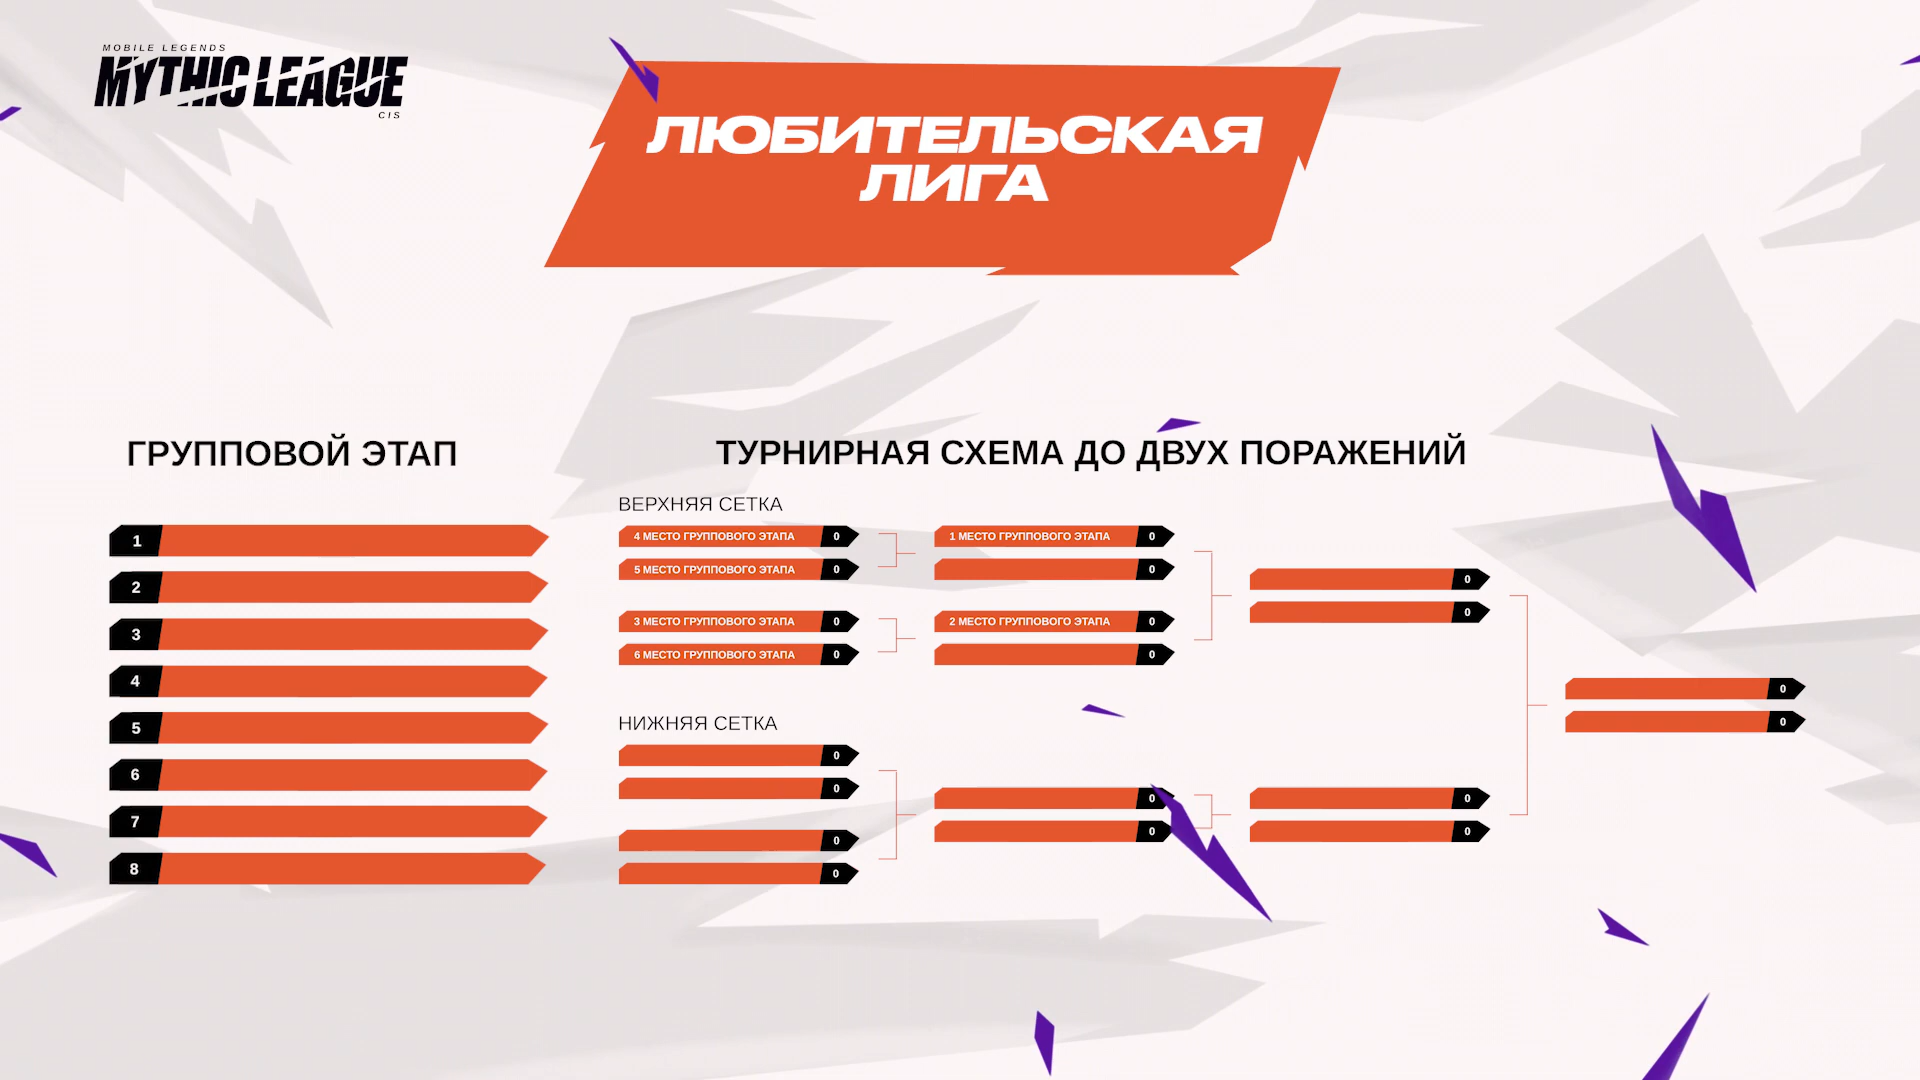 MOBILE LEGENDS
MYTHIC LEAGUE
CIS
ЛЮБИТЕЛЬСКАЯ
ЛИГА
ГРУППОВОЙ ЭТАП
1
2
3
4
5
6
7
8
ТУРНИРНАЯ СХЕМА ДО ДВУХ ПОРАЖЕНИЙ
ВЕРХНЯЯ СЕТКА
4 МЕСТО ГРУППОВОГО ЭТАПА 0
5 МЕСТО ГРУППОВОГО ЭТАПА 0
3 МЕСТО ГРУППОВОГО ЭТАПА 0
6 МЕСТО ГРУППОВОГО ЭТАПА 0
1 МЕСТО ГРУППОВОГО ЭТАПА 0
0
2 МЕСТО ГРУППОВОГО ЭТАПА 0
0
0
0
НИЖНЯЯ СЕТКА
0
0
0
0
0
0
0
0
0
0